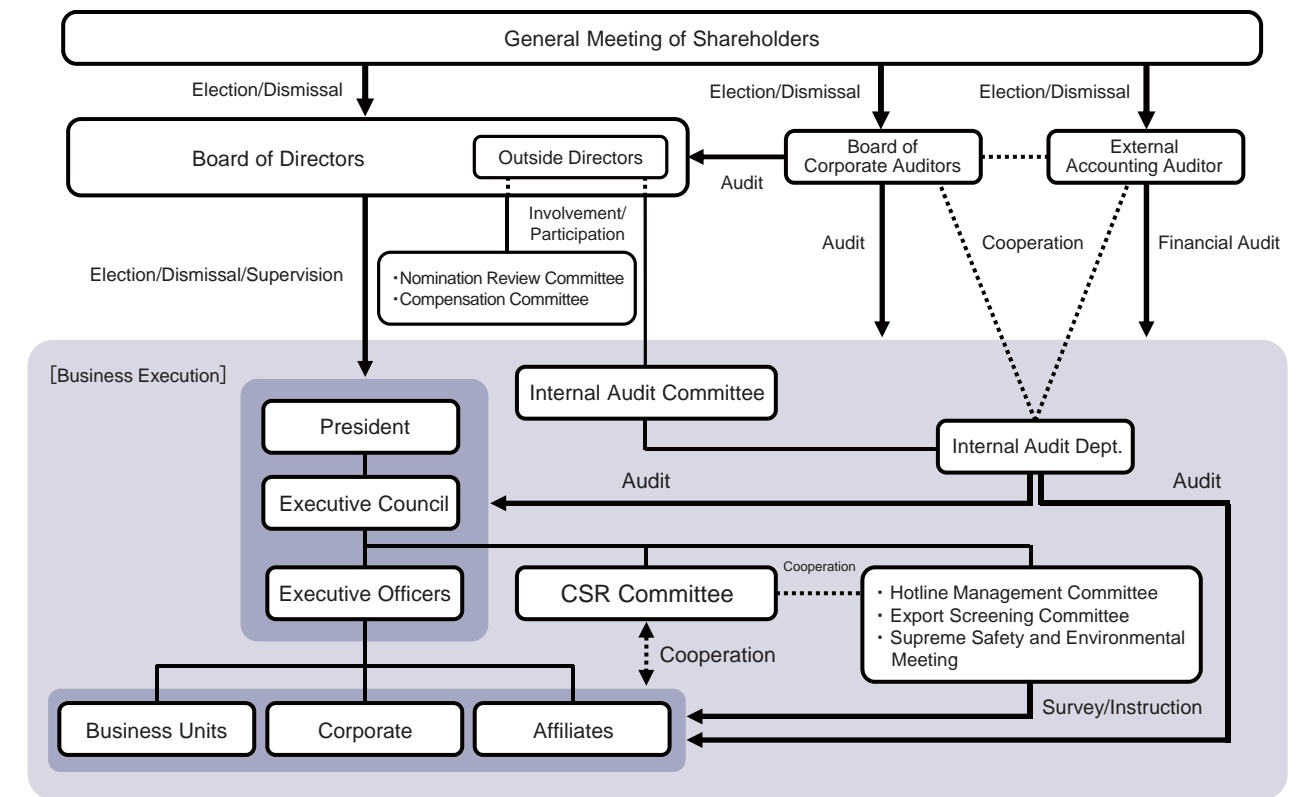 General Meeting of Shareholders
Election/Dismissal
Election/Dismissal
Election/Dismissal
Board of Directors
Outside Directors
Board of
Corporate Auditors
External
Accounting Auditor
Audit
Involvement/
Participation
Audit
Cooperation
Financial Audit
Election/Dismissal/Supervision
・Nomination Review Committee
・Compensation Committee
[Business Execution]
Internal Audit Committee
President
Internal Audit Dept.
Audit
Audit
Executive Council
Cooperation
Executive Officers
CSR Committee
・Hotline Management Committee
・Export Screening Committee
・Supreme Safety and Environmental
Meeting
Cooperation
Survey/Instruction
Business Units
Corporate
Affiliates